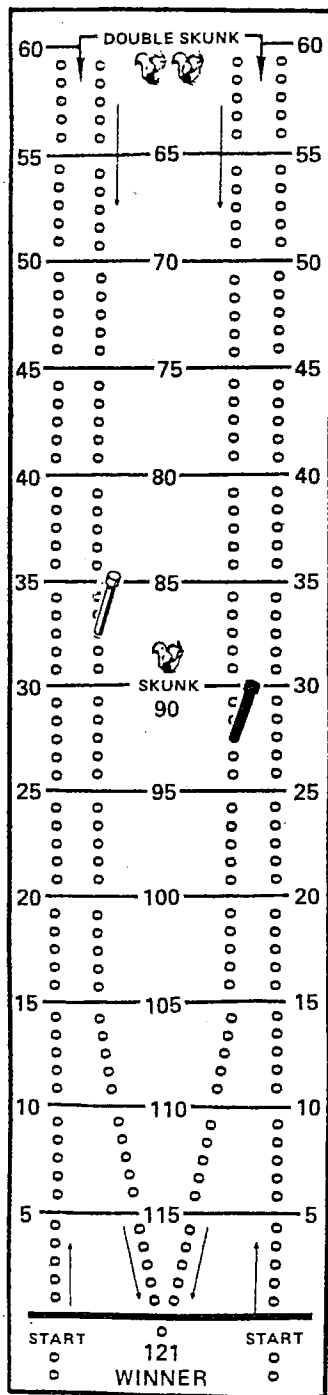 60 DOUBLE SKUNK 60
55 65 55
50 70 50
45 75 45
40 80 40
35 85 35
30 SKUNK 30
90
25 95 25
20 100 20
15 105 15
10 110 10
5 115 5
START 121 START
WINNER